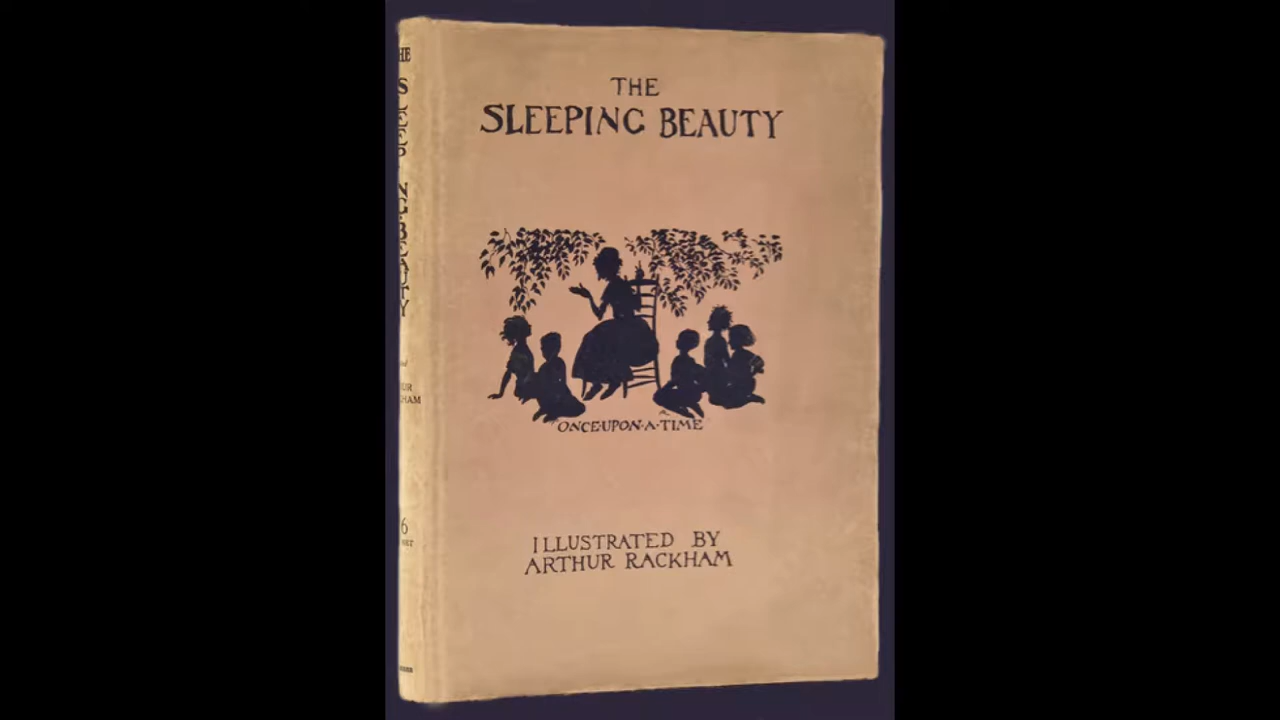 THE
SLEEPING BEAUTY
ONCE·UPON·A·TIME
ILLUSTRATED BY
ARTHUR RACKHAM